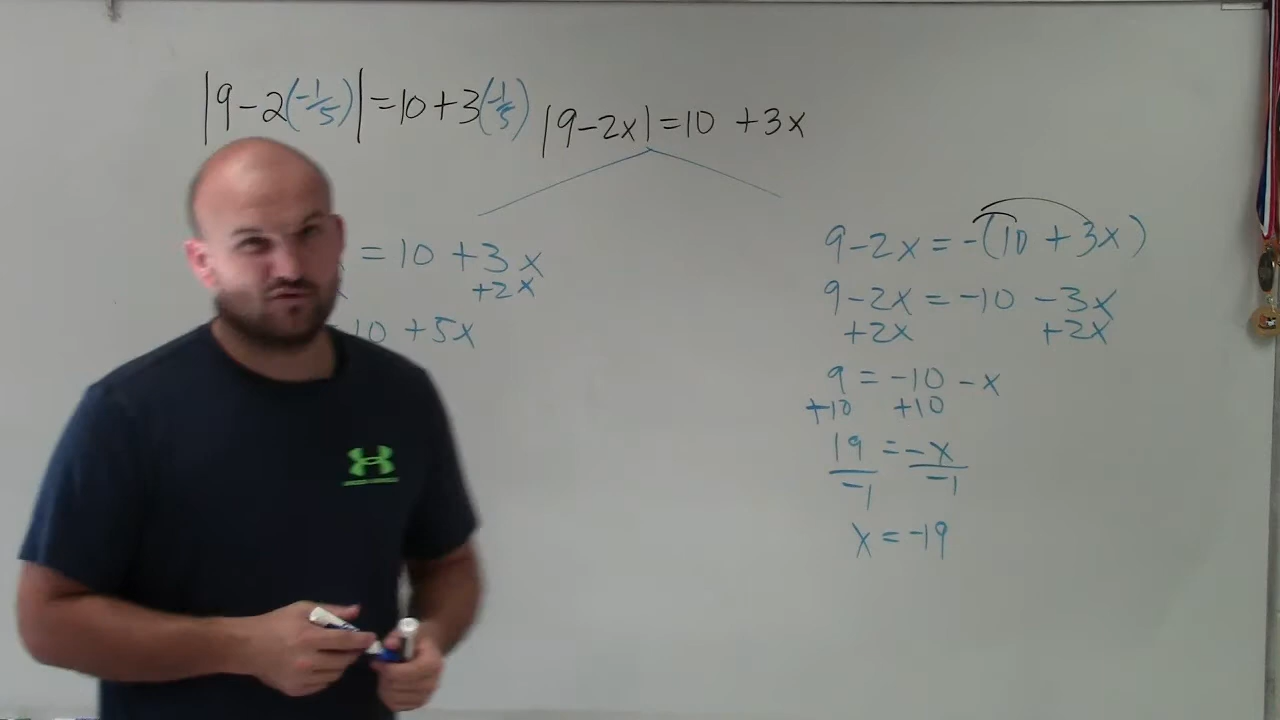 |9-2(-1/5)|=10+3(-1/5)
|9-2x|=10 +3x
= 10 +3x
+2x
10 +5x
9-2x = -(10 + 3x)
9-2x = -10 -3x
+2x +2x
9 = -10 -x
+10 +10
19 = -x
-1 -1
x = -19